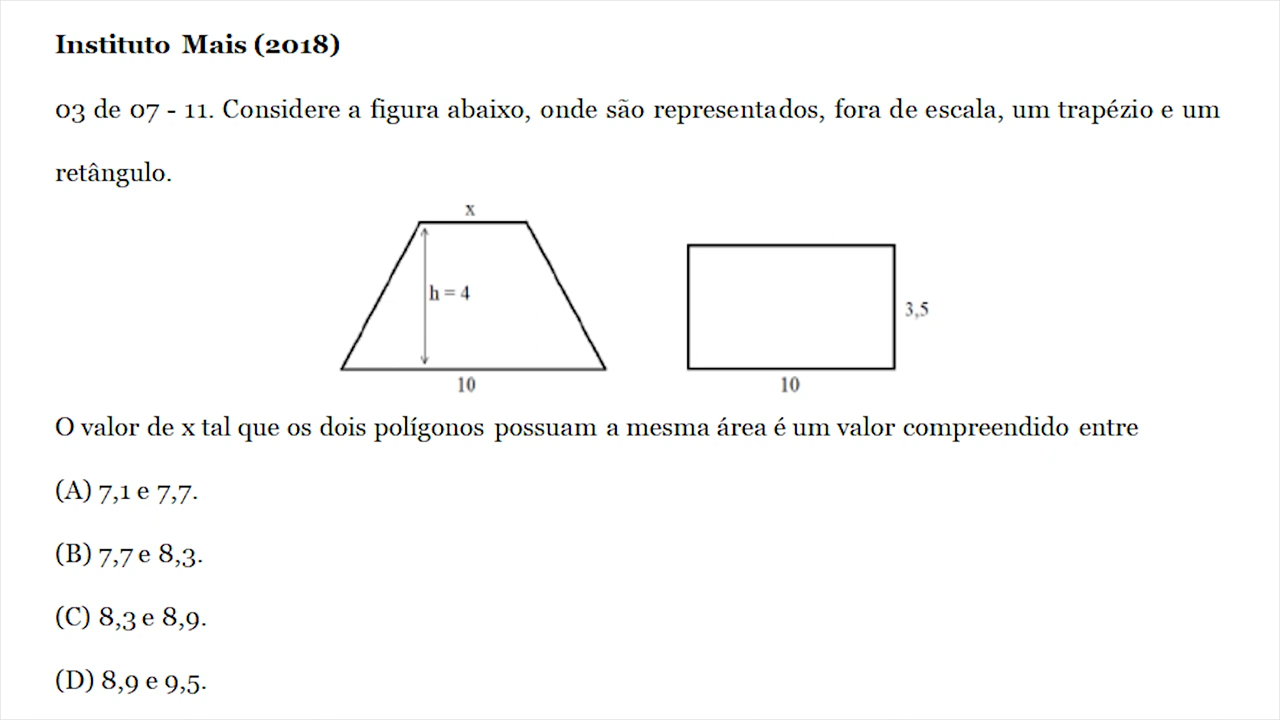 Instituto Mais (2018)
03 de 07 - 11. Considere a figura abaixo, onde são representados, fora de escala, um trapézio e um
retângulo.
x
h = 4
10
3,5
10
O valor de x tal que os dois polígonos possuam a mesma área é um valor compreendido entre
(A) 7,1 e 7,7.
(B) 7,7 e 8,3.
(C) 8,3 e 8,9.
(D) 8,9 e 9,5.